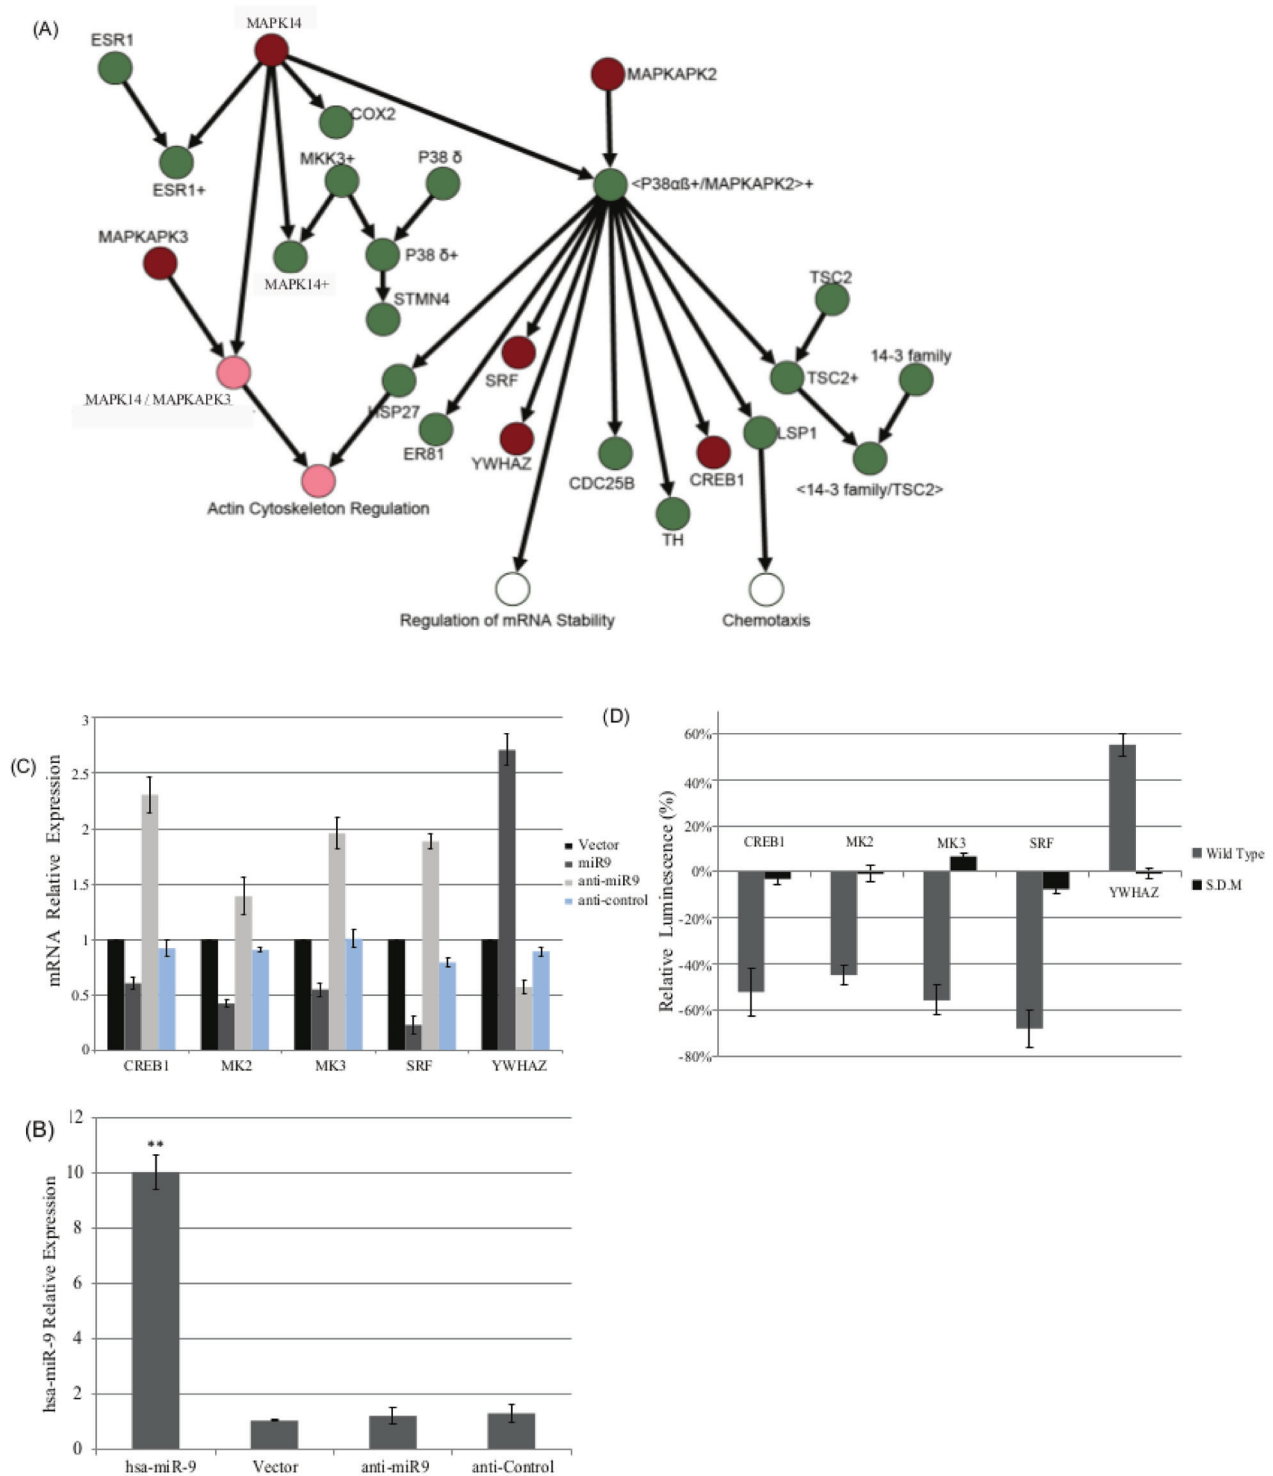 (A)
MAPK14
ESR1
MAPKAPK2
COX2
MKK3+
P38 δ
ESR1+
<P38αß+/MAPKAPK2>+
MAPKAPK3
P38 δ+
MAPK14+
TSC2
STMN4
14-3 family
SRF
TSC2+
MAPK14 / MAPKAPK3
HSP27
ER81
YWHAZ
LSP1
CDC25B
CREB1
<14-3 family/TSC2>
Actin Cytoskeleton Regulation
TH
Regulation of mRNA Stability
Chemotaxis
(C)
mRNA Relative Expression
3
2.5
2
1.5
1
0.5
0
CREB1
MK2
MK3
SRF
YWHAZ
Vector
miR9
anti-miR9
anti-control
(D)
Relative Luminescence (%)
60%
40%
20%
0%
-20%
-40%
-60%
-80%
CREB1
MK2
MK3
SRF
YWHAZ
Wild Type
S.D.M
(B)
hsa-miR-9 Relative Expression
12
10
8
6
4
2
0
**
hsa-miR-9
Vector
anti-miR9
anti-Control